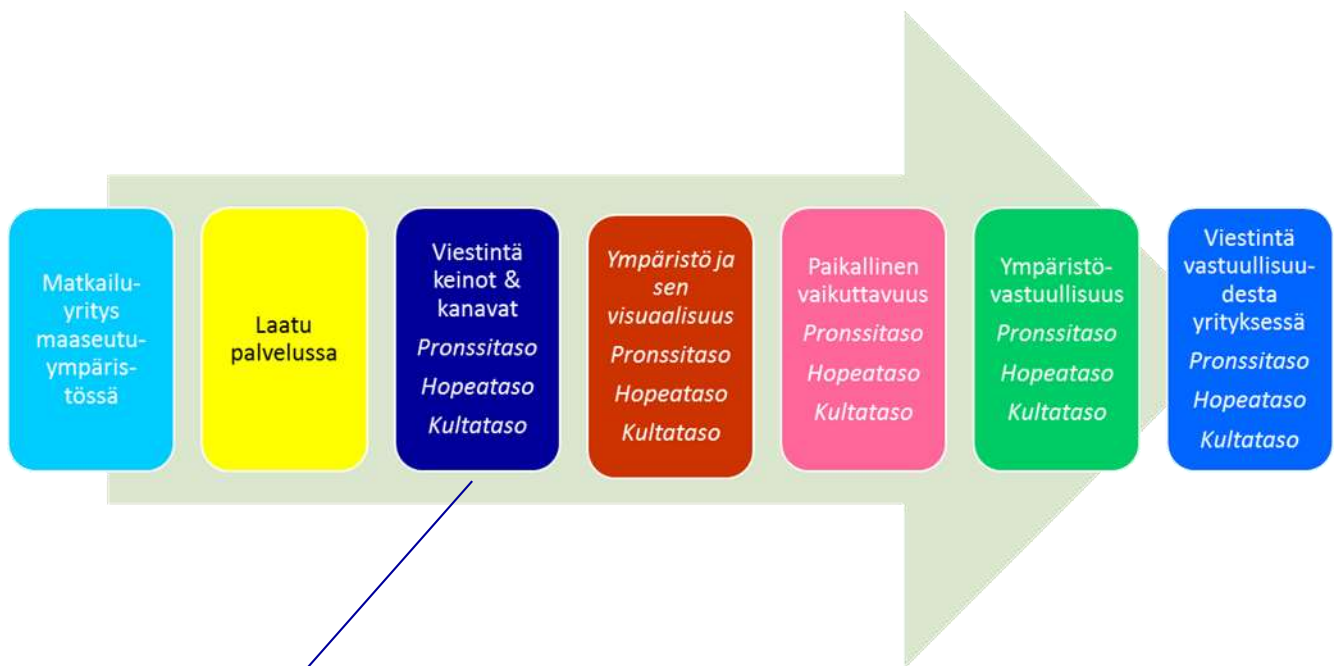 Matkailu-
yritys
maaseutu-
ympäris-
tössä
Laatu
palvelussa
Viestintä
keinot &
kanavat
Pronssitaso
Hopeataso
Kultataso
Ympäristö ja
sen
visuaalisuus
Pronssitaso
Hopeataso
Kultataso
Paikallinen
vaikuttavuus
Pronssitaso
Hopeataso
Kultataso
Ympäristö-
vastuullisuus
Pronssitaso
Hopeataso
Kultataso
Viestintä
vastuullisuu-
desta
yrityksessä
Pronssitaso
Hopeataso
Kultataso